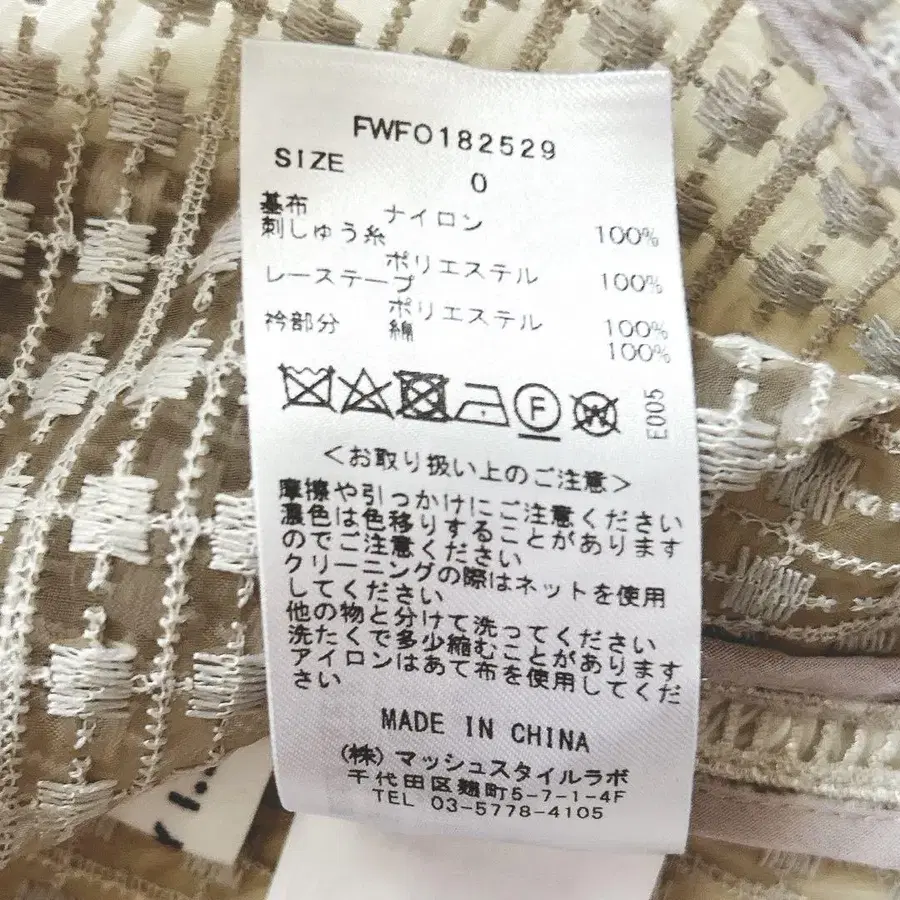 FWFO182529
SIZE
0
基布 ナイロン 100%
刺しゅう糸
ポリエステル 100%
レーステープ
ポリエステル 100%
衿部分 綿 100%
F
W
E005
<お取り扱い上のご注意>
摩擦や引っかけにご注意ください
濃色は色移りすることがあります
のでご注意ください
クリーニングの際はネットを使用
してください
他の物と分けて洗ってください
洗たくで多少縮むことがあります
アイロンはあて布を使用してくだ
さい
MADE IN CHINA
(株)マッシュスタイルラボ
千代田区麹町5-7-1-4F
TEL 03-5778-4105